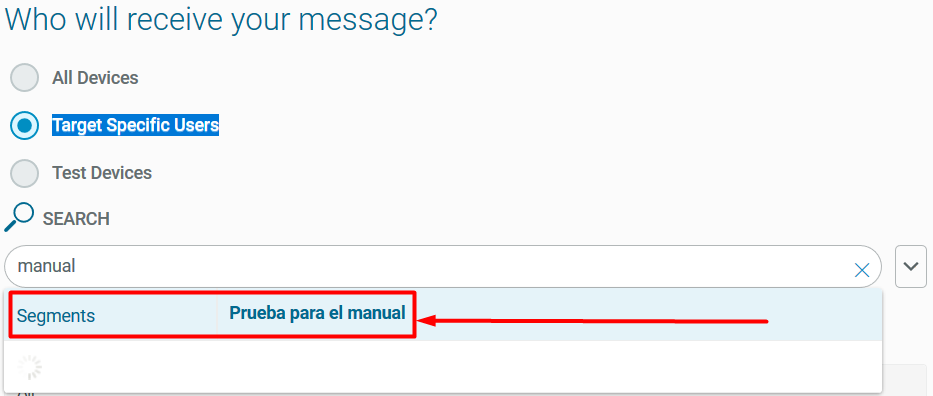 Who will receive your message?
All Devices
Target Specific Users
Test Devices
SEARCH
manual
Segments Prueba para el manual